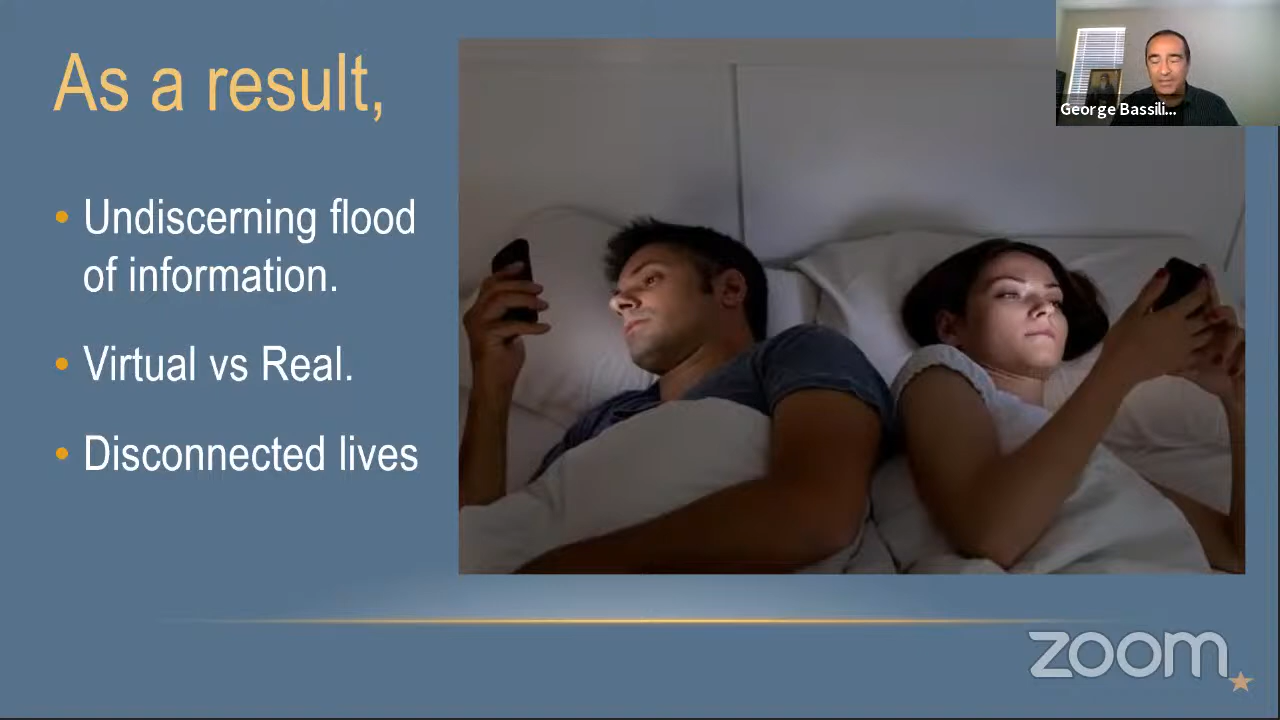 As a result,
• Undiscerning flood
of information.
• Virtual vs Real.
• Disconnected lives
George Bassili...
zoom